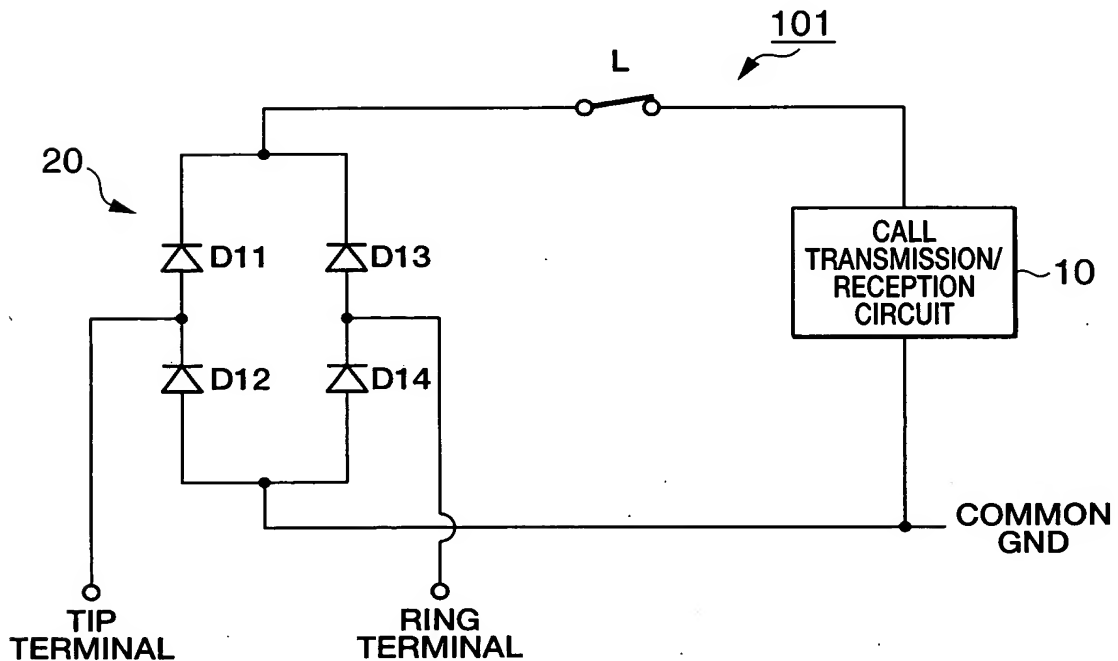 101
L
20
D11
D13
CALL
TRANSMISSION/
RECEPTION
CIRCUIT
10
D12
D14
COMMON
GND
TIP
TERMINAL
RING
TERMINAL